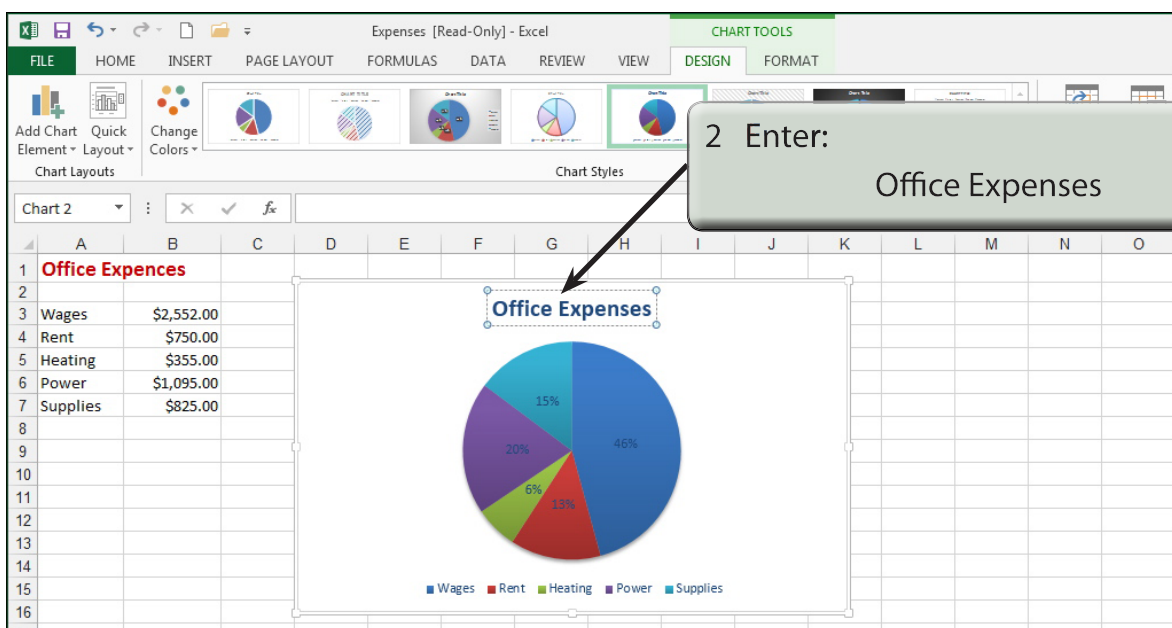 Expenses [Read-Only] - Excel
CHART TOOLS
FILE HOME INSERT PAGE LAYOUT FORMULAS DATA REVIEW VIEW DESIGN FORMAT
Add Chart Element Quick Layout Change Colors
Chart Layouts Chart Styles
2 Enter:
Office Expenses
Chart 2 fx
A B C D E F G H I J K L M N O
1 Office Expences
2
3 Wages $2,552.00
4 Rent $750.00
5 Heating $355.00
6 Power $1,095.00
7 Supplies $825.00
8
9
10
11
12
13
14
15
16
Office Expenses
15%
46%
20%
6%
13%
Wages Rent Heating Power Supplies